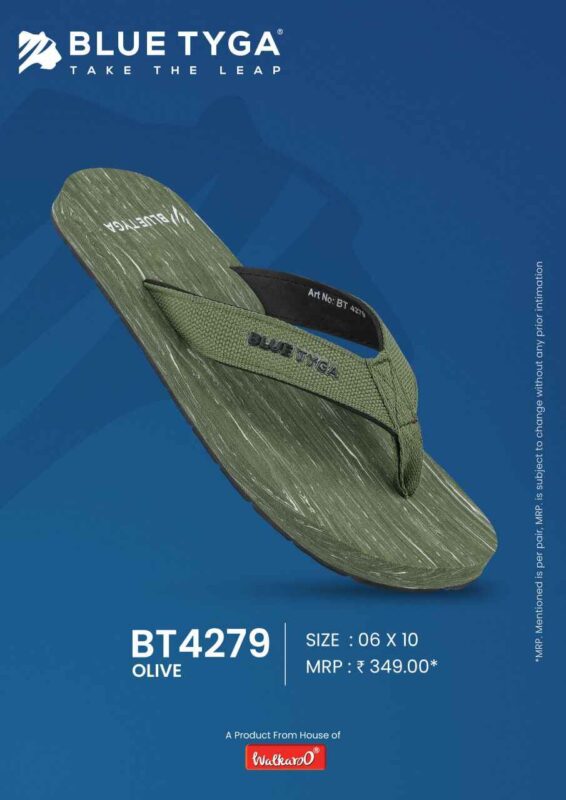 BLUE TYGA®
TAKE THE LEAP
BLUETYGA
Art No: BT 4279
BLUE TYGA
*MRP. Mentioned is per pair, MRP. is subject to change without any prior intimation
BT4279
OLIVE
SIZE : 06 X 10
MRP : ₹ 349.00*
A Product From House of
WalkaroO®